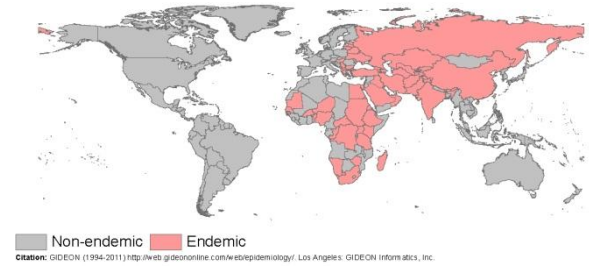 Non-endemic Endemic
Citation: GIDEON (1994-2011) http://web.gideononline.com/web/epidemiology/. Los Angeles: GIDEON Informatics, Inc.